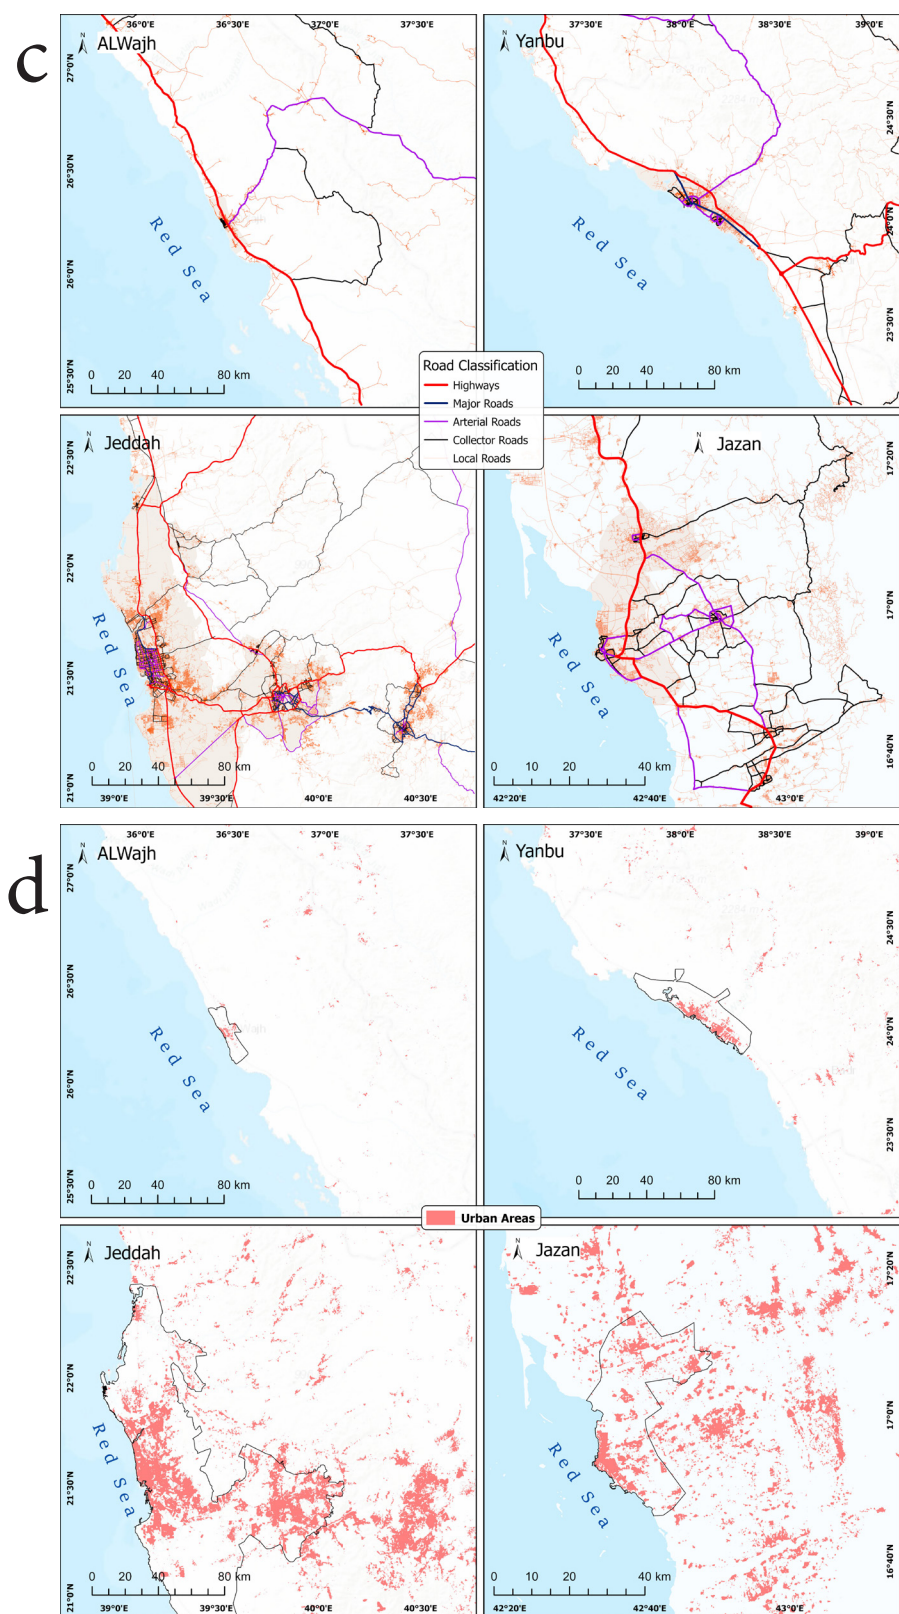 c
36°0'E 36°30'E 37°0'E 37°30'E
N
ALWajh
27°0'N
26°30'N
26°0'N
25°30'N
Red Sea
0 20 40 80 km
37°30'E 38°0'E 38°30'E 39°0'E
N
Yanbu
24°30'N
24°0'N
23°30'N
Red Sea
0 20 40 80 km
Road Classification
Highways
Major Roads
Arterial Roads
Collector Roads
Local Roads
N
Jeddah
22°30'N
22°0'N
21°30'N
21°0'N
Red Sea
0 20 40 80 km
39°0'E 39°30'E 40°0'E 40°30'E
N
Jazan
17°20'N
17°0'N
16°40'N
Red Sea
0 10 20 40 km
42°20'E 42°40'E 43°0'E
d
36°0'E 36°30'E 37°0'E 37°30'E
N
ALWajh
27°0'N
26°30'N
26°0'N
25°30'N
Red Sea
0 20 40 80 km
37°30'E 38°0'E 38°30'E 39°0'E
N
Yanbu
24°30'N
24°0'N
23°30'N
Red Sea
0 20 40 80 km
Urban Areas
N
Jeddah
22°30'N
22°0'N
21°30'N
21°0'N
Red Sea
0 20 40 80 km
39°0'E 39°30'E 40°0'E 40°30'E
N
Jazan
17°20'N
17°0'N
16°40'N
Red Sea
0 10 20 40 km
42°20'E 42°40'E 43°0'E